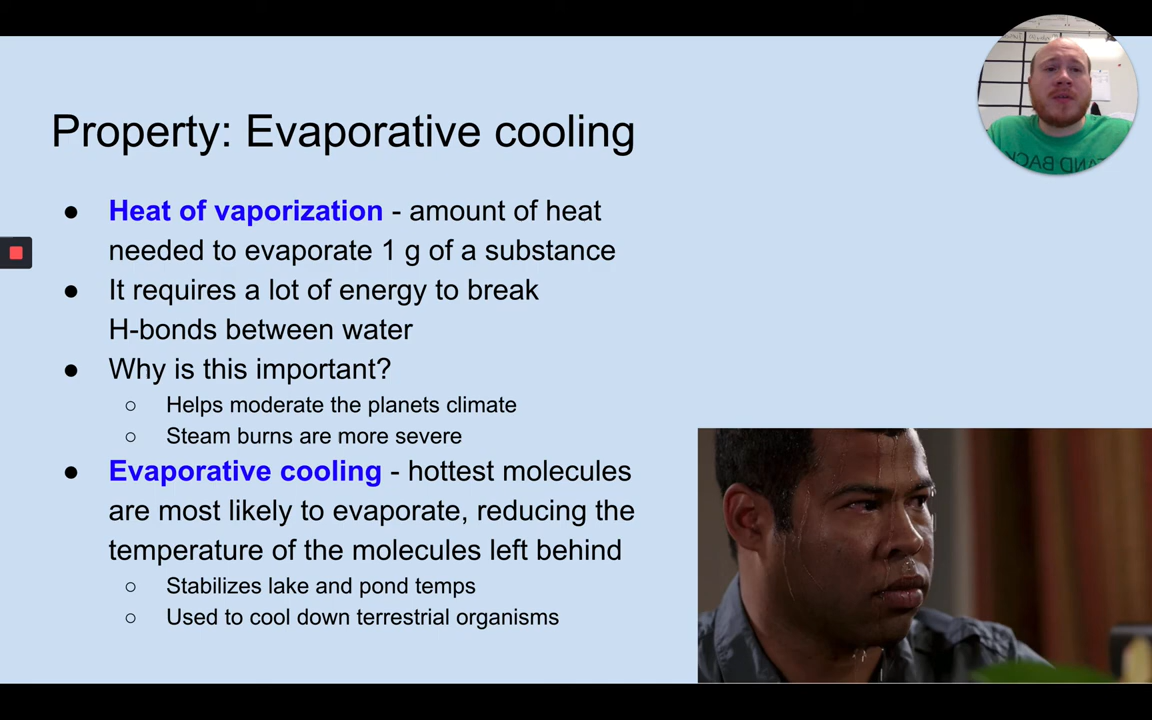 Property: Evaporative cooling
● Heat of vaporization - amount of heat
needed to evaporate 1 g of a substance
● It requires a lot of energy to break
H-bonds between water
● Why is this important?
○ Helps moderate the planets climate
○ Steam burns are more severe
● Evaporative cooling - hottest molecules
are most likely to evaporate, reducing the
temperature of the molecules left behind
○ Stabilizes lake and pond temps
○ Used to cool down terrestrial organisms
AND BACK